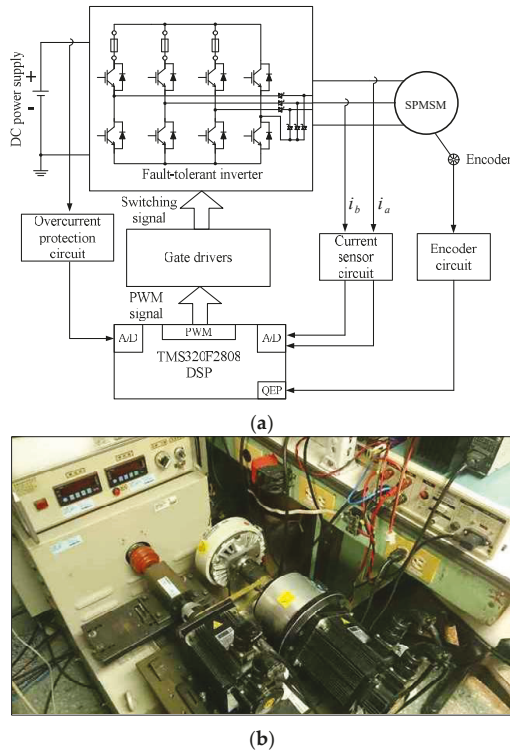 DC power supply
+
-
Fault-tolerant inverter
SPMSM
Encoder
Switching
signal
Overcurrent
protection
circuit
Gate drivers
i_b
i_a
Current
sensor
circuit
Encoder
circuit
PWM
signal
A/D
PWM
A/D
TMS320F2808
DSP
QEP
(a)
(b)